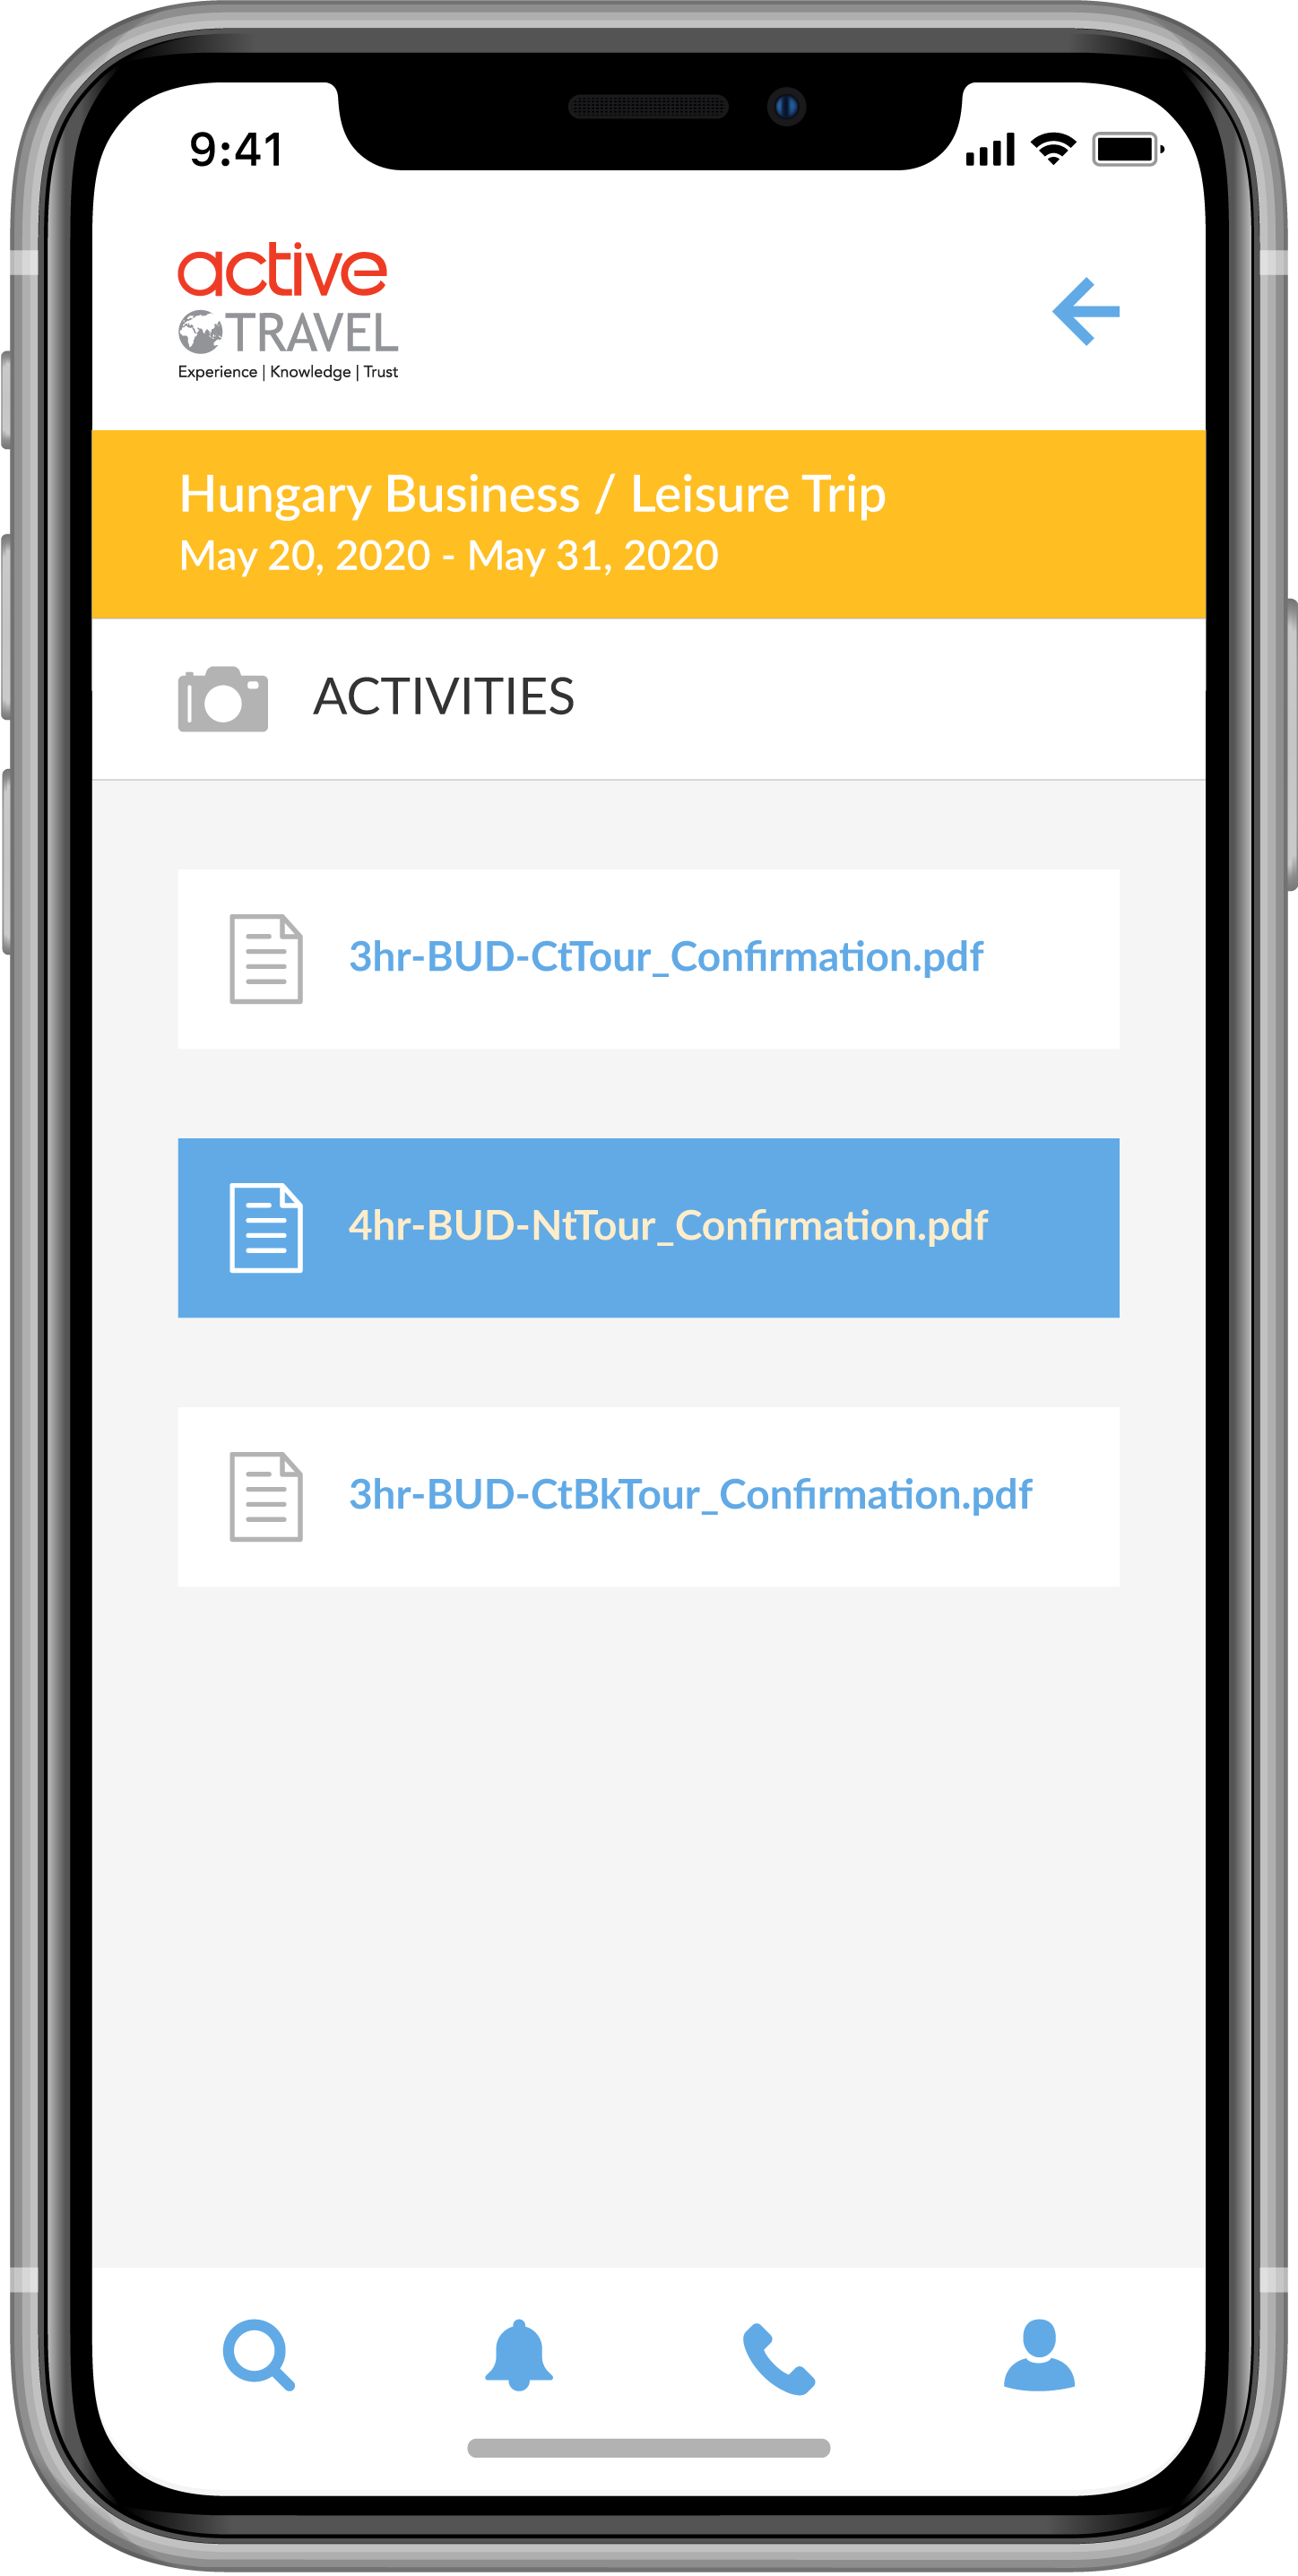 9:41
active
TRAVEL
Experience | Knowledge | Trust
Hungary Business / Leisure Trip
May 20, 2020 - May 31, 2020
ACTIVITIES
3hr-BUD-CtTour_Confirmation.pdf
4hr-BUD-NtTour_Confirmation.pdf
3hr-BUD-CtBkTour_Confirmation.pdf